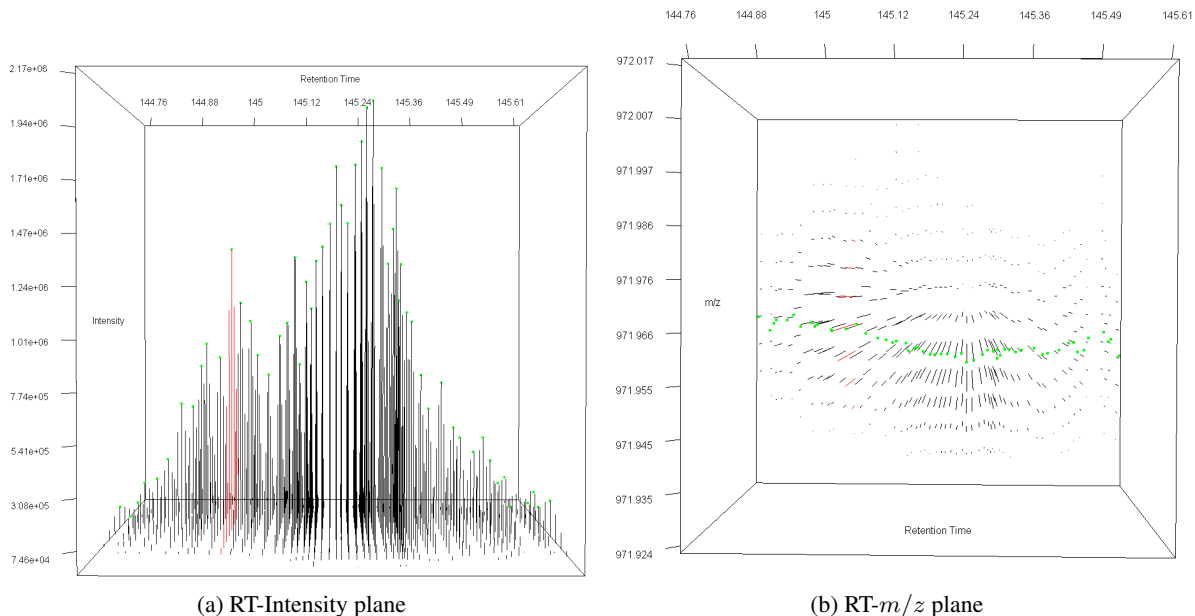 Retention Time
144.76 144.88 145 145.12 145.24 145.36 145.49 145.61
2.17e+06
1.94e+06
1.71e+06
1.47e+06
1.24e+06
Intensity
1.01e+06
7.74e+05
5.41e+05
3.08e+05
7.46e+04
(a) RT-Intensity plane
144.76 144.88 145 145.12 145.24 145.36 145.49 145.61
972.017
972.007
971.997
971.986
971.976
m/z
971.966
971.955
971.945
971.935
Retention Time
971.924
(b) RT-m/z plane